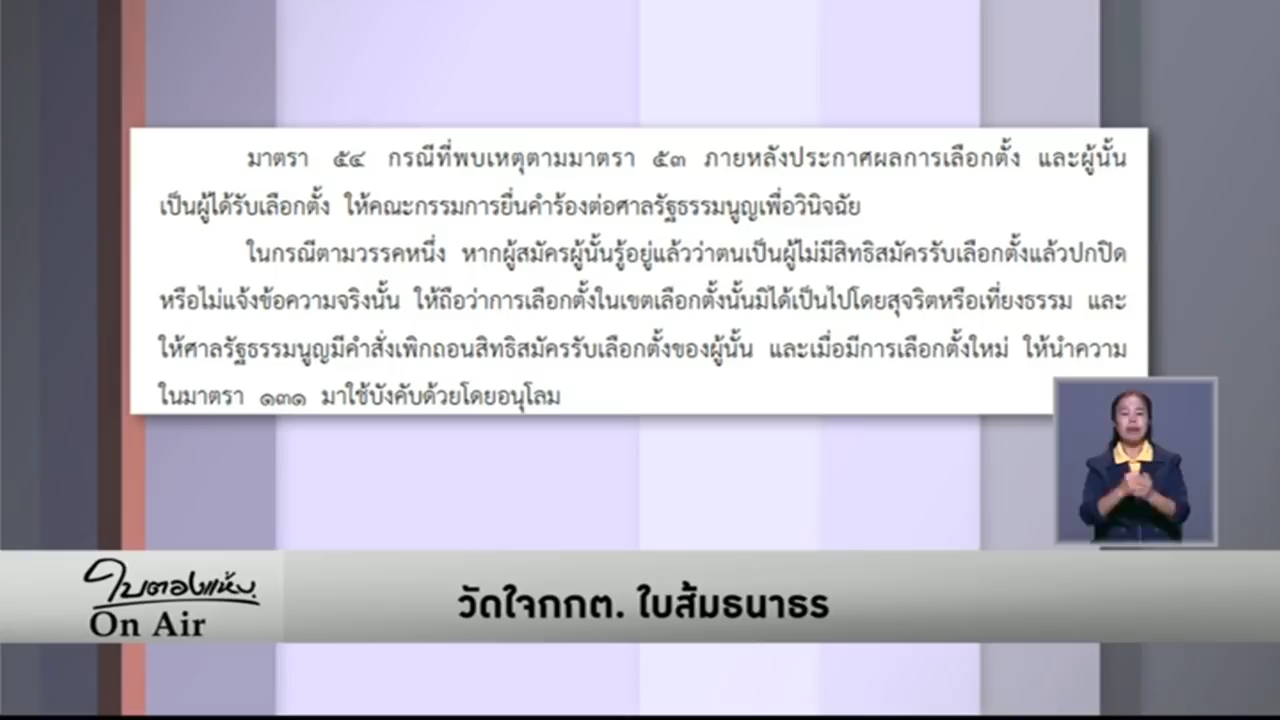 มาตรา ๕๔ กรณีที่พบเหตุตามมาตรา ๕๓ ภายหลังประกาศผลการเลือกตั้ง และผู้นั้น
เป็นผู้ได้รับเลือกตั้ง ให้คณะกรรมการยื่นคำร้องต่อศาลรัฐธรรมนูญเพื่อวินิจฉัย
ในกรณีตามวรรคหนึ่ง หากผู้สมัครผู้นั้นรู้อยู่แล้วว่าตนเป็นผู้ไม่มีสิทธิสมัครรับเลือกตั้งแล้วปกปิด
หรือไม่แจ้งข้อความจริงนั้น ให้ถือว่าการเลือกตั้งในเขตเลือกตั้งนั้นมิได้เป็นไปโดยสุจริตหรือเที่ยงธรรม และ
ให้ศาลรัฐธรรมนูญมีคำสั่งเพิกถอนสิทธิสมัครรับเลือกตั้งของผู้นั้น และเมื่อมีการเลือกตั้งใหม่ ให้นำความ
ในมาตรา ๑๓๑ มาใช้บังคับด้วยโดยอนุโลม
ใบตองแห้ง
On Air
วัดใจกกต. ใบส้มธนาธร